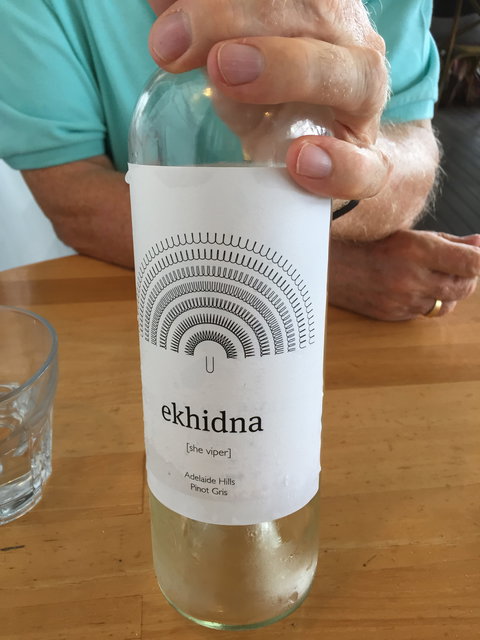 U
ekhidna
[she viper]
Adelaide Hills
Pinot Gris